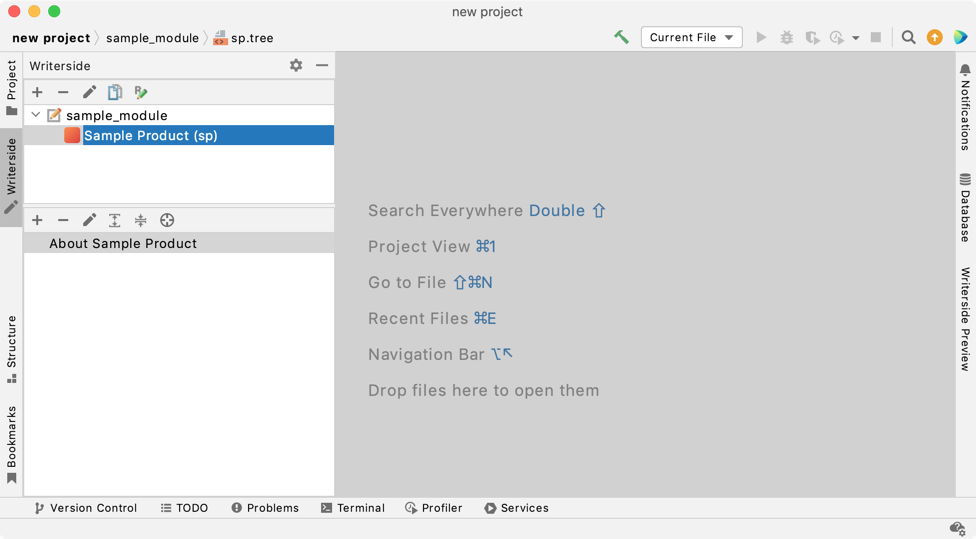 new project
new project
sample_module
sp.tree
Current File
Project
Writerside
Structure
Bookmarks
Writerside
sample_module
Sample Product (sp)
About Sample Product
Search Everywhere Double ⇧
Project View ⌘1
Go to File ⇧⌘N
Recent Files ⌘E
Navigation Bar ⌥↖
Drop files here to open them
Notifications
Database
Writerside Preview
Version Control
TODO
Problems
Terminal
Profiler
Services